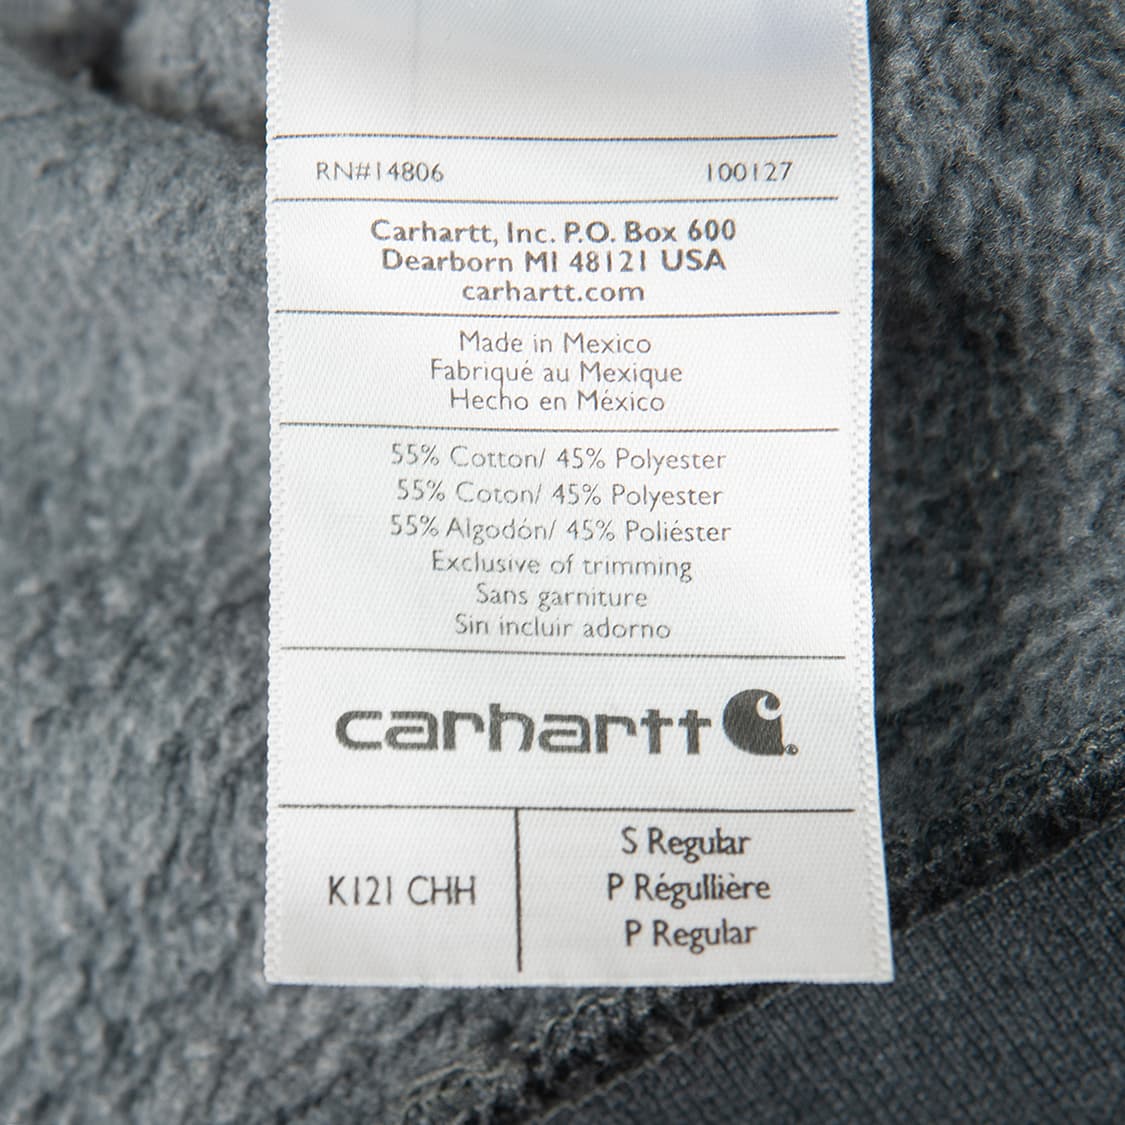 RN#14806 100127
Carhartt, Inc. P.O. Box 600
Dearborn MI 48121 USA
carhartt.com
Made in Mexico
Fabriqué au Mexique
Hecho en México
55% Cotton/ 45% Polyester
55% Coton/ 45% Polyester
55% Algodón/ 45% Poliéster
Exclusive of trimming
Sans garniture
Sin incluir adorno
carhartt
K121 CHH
S Regular
P Régullière
P Regular